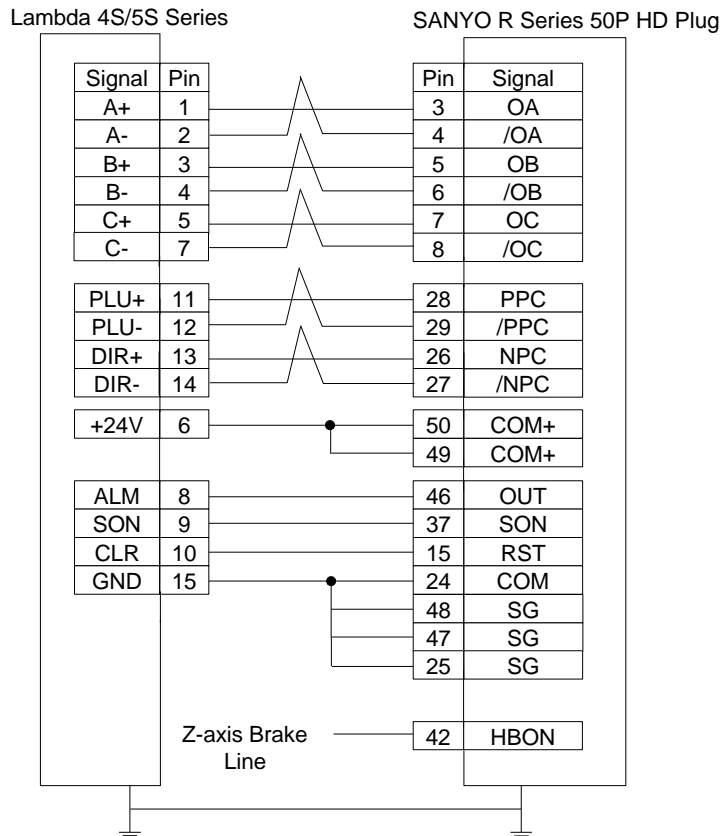 Lambda 4S/5S Series SANYO R Series 50P HD Plug
Signal Pin Pin Signal
A+ 1 3 OA
A- 2 4 /OA
B+ 3 5 OB
B- 4 6 /OB
C+ 5 7 OC
C- 7 8 /OC
PLU+ 11 28 PPC
PLU- 12 29 /PPC
DIR+ 13 26 NPC
DIR- 14 27 /NPC
+24V 6 50 COM+
49 COM+
ALM 8 46 OUT
SON 9 37 SON
CLR 10 15 RST
GND 15 24 COM
48 SG
47 SG
25 SG
Z-axis Brake 42 HBON
Line